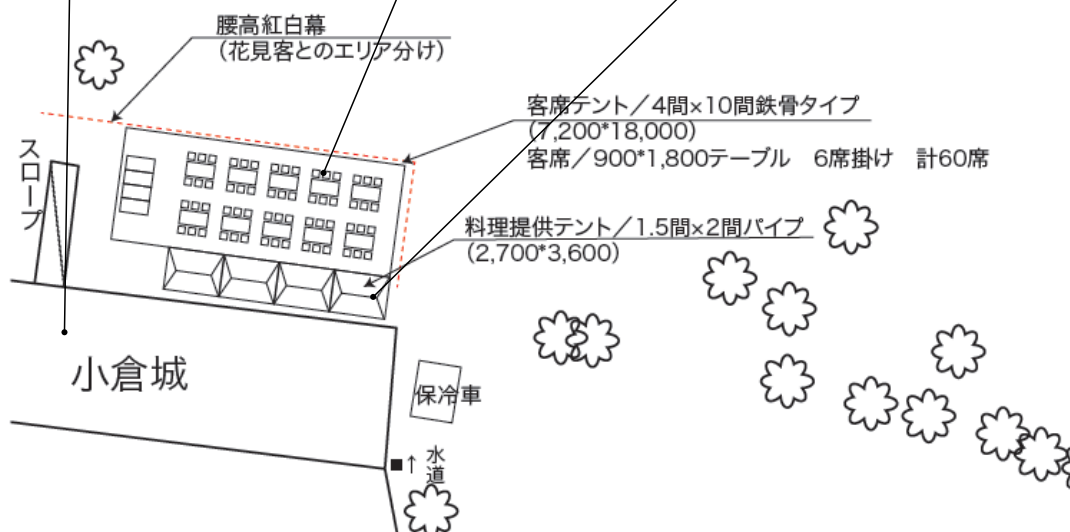 腰高紅白幕
（花見客とのエリア分け）
客席テント／4間×10間鉄骨タイプ
（7,200*18,000）
客席／900*1,800テーブル　6席掛け　計60席
スロープ
料理提供テント／1.5間×2間パイプ
（2,700*3,600）
小倉城
保冷車
↑水道